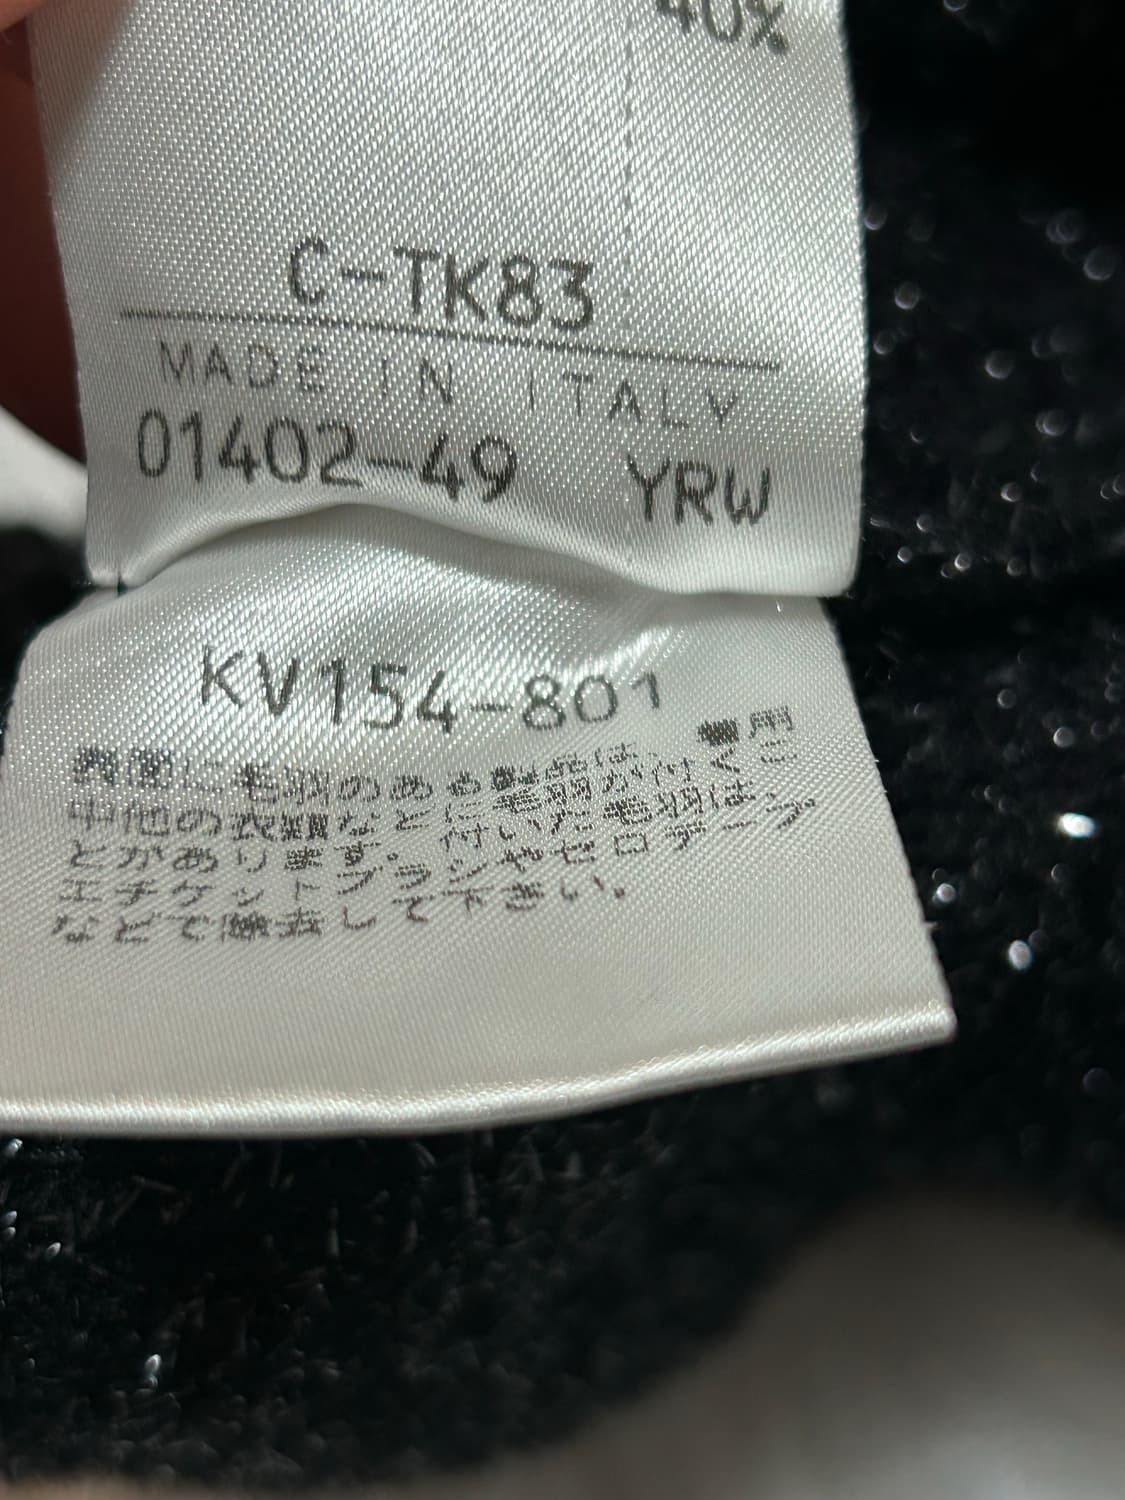 40%
C-TK83
MADE IN ITALY
01402-49 YRW
KV154-801
表面に毛羽のある製品は、着用
中他の衣類などに毛羽が付くこ
とがあります。付いた毛羽は、
エチケットブラシやセロテープ
などで除去して下さい。